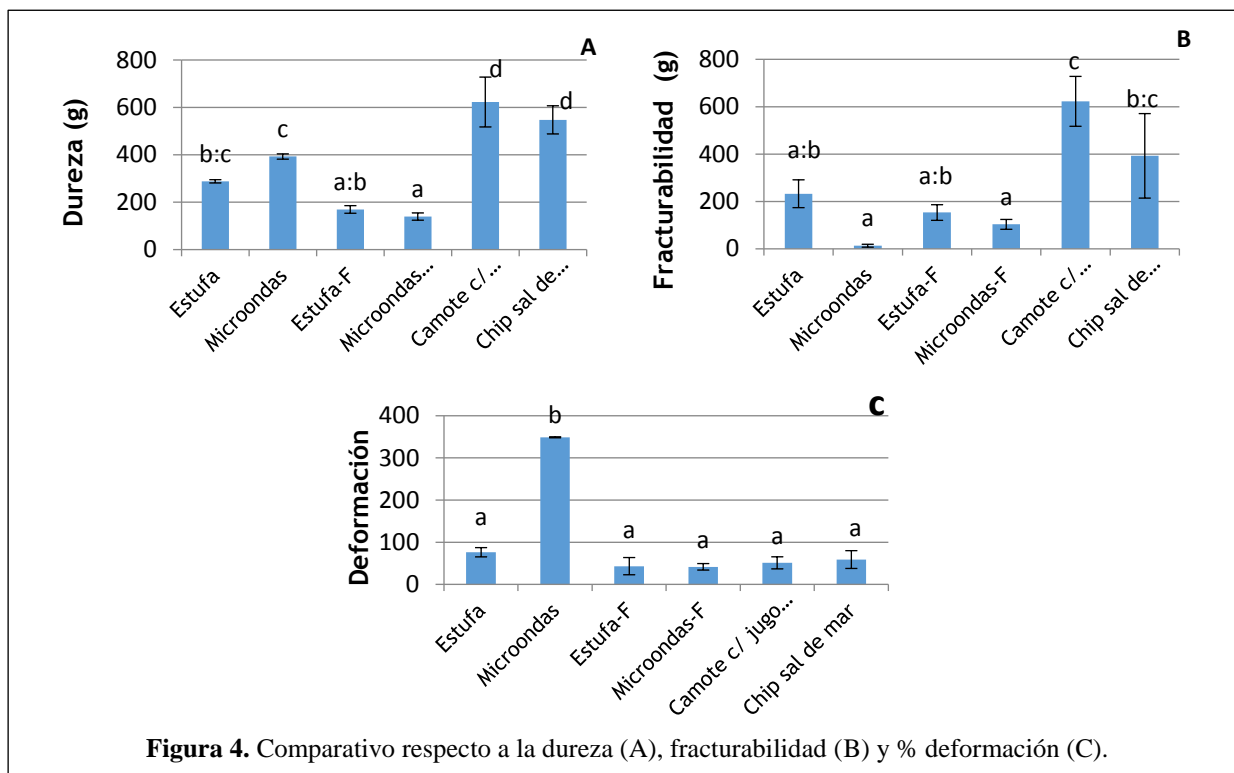 A
Dureza (g)
800
600
400
200
0
b:c
c
a:b
a
d
d
Estufa
Microondas
Estufa-F
Microondas...
Camote c/...
Chip sal de...
B
Fracturabilidad (g)
800
600
400
200
0
a:b
a
a:b
a
c
b:c
Estufa
Microondas
Estufa-F
Microondas-F
Camote c/...
Chip sal de...
C
Deformación
400
300
200
100
0
a
b
a
a
a
a
Estufa
Microondas
Estufa-F
Microondas-F
Camote c/ jugo...
Chip sal de mar
Figura 4. Comparativo respecto a la dureza (A), fracturabilidad (B) y % deformación (C).